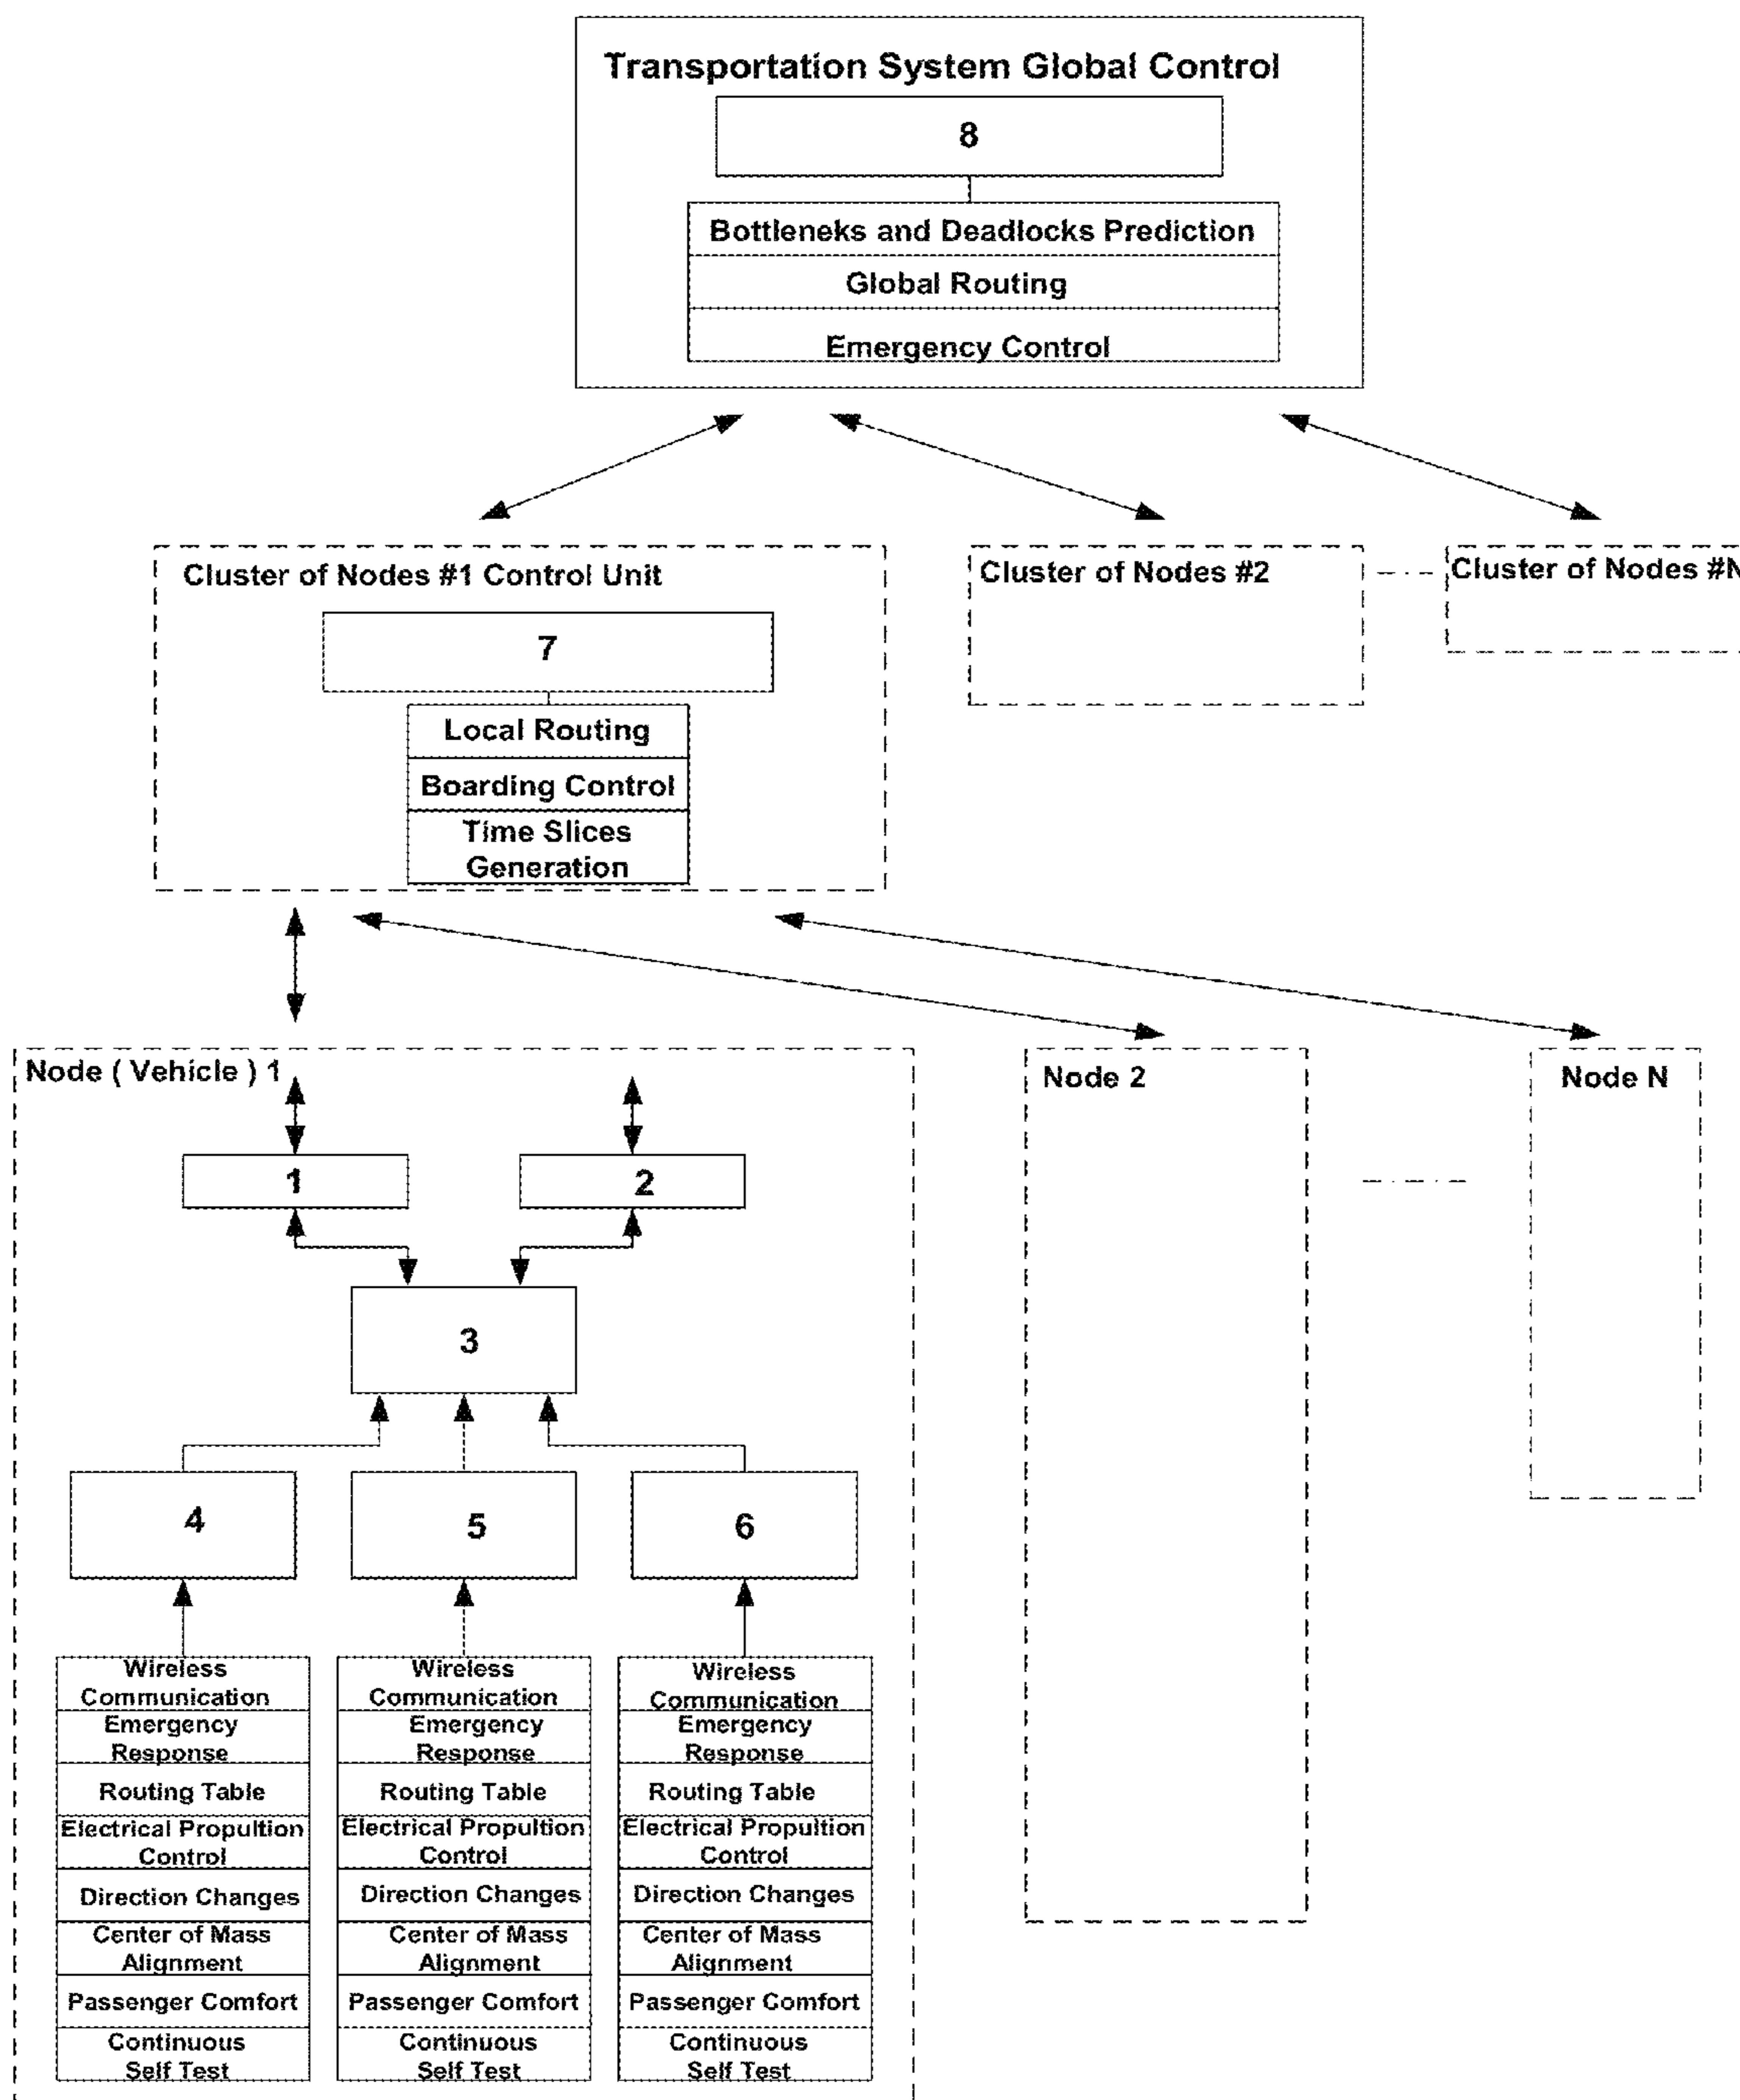 Transportation System Global Control
8
Bottleneks and Deadlocks Prediction
Global Routing
Emergency Control
Cluster of Nodes #1 Control Unit
7
Local Routing
Boarding Control
Time Slices
Generation
Cluster of Nodes #2
Cluster of Nodes #N
Node ( Vehicle ) 1
1
2
3
4
5
6
Wireless
Communication
Emergency
Response
Routing Table
Electrical Propultion
Control
Direction Changes
Center of Mass
Alignment
Passenger Comfort
Continuous
Self Test
Wireless
Communication
Emergency
Response
Routing Table
Electrical Propultion
Control
Direction Changes
Center of Mass
Alignment
Passenger Comfort
Continuous
Self Test
Wireless
Communication
Emergency
Response
Routing Table
Electrical Propultion
Control
Direction Changes
Center of Mass
Alignment
Passenger Comfort
Continuous
Self Test
Node 2
Node N